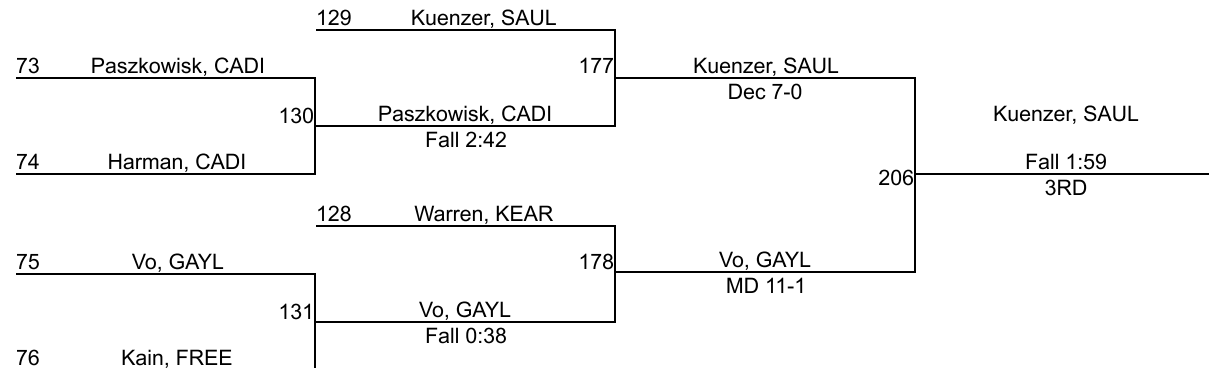 129 Kuenzer, SAUL
73 Paszkowisk, CADI
177 Kuenzer, SAUL
Dec 7-0
130 Paszkowisk, CADI
Kuenzer, SAUL
Fall 2:42
74 Harman, CADI
Fall 1:59
206
3RD
128 Warren, KEAR
75 Vo, GAYL
178 Vo, GAYL
MD 11-1
131 Vo, GAYL
Fall 0:38
76 Kain, FREE